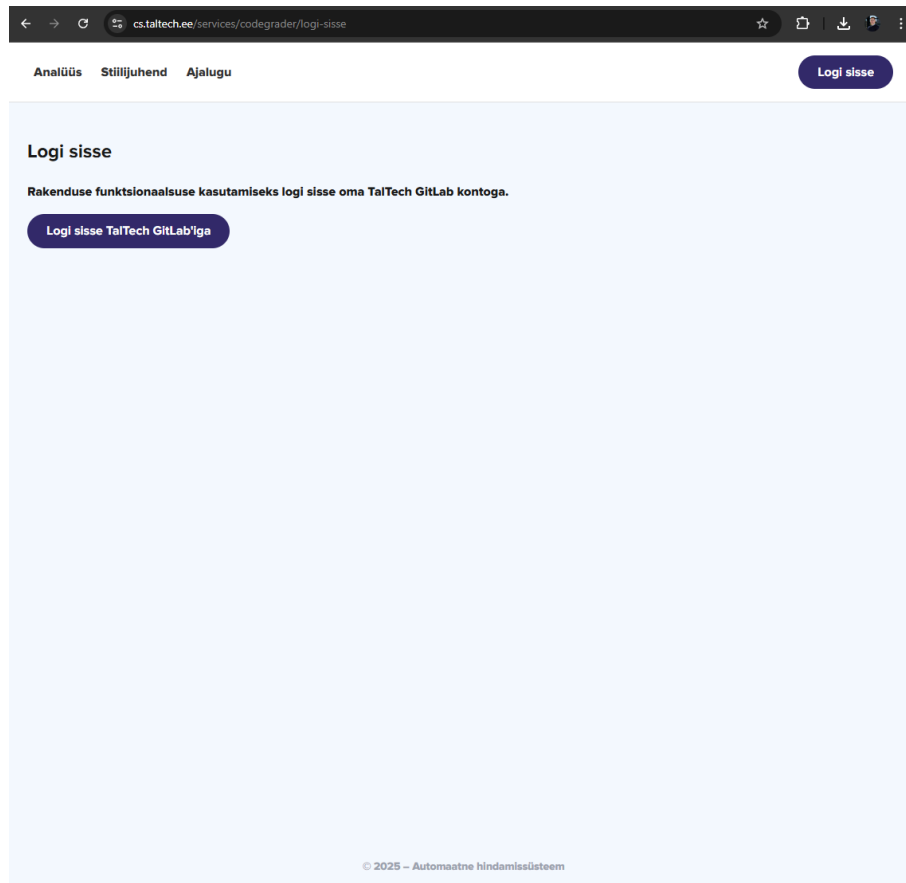 cs.taltech.ee/services/codegrader/logi-sisse
Analüüs Stiilijuhend Ajalugu Logi sisse
Logi sisse
Rakenduse funktsionaalsuse kasutamiseks logi sisse oma TalTech GitLab kontoga.
Logi sisse TalTech GitLab'iga
© 2025 – Automaatne hindamissüsteem